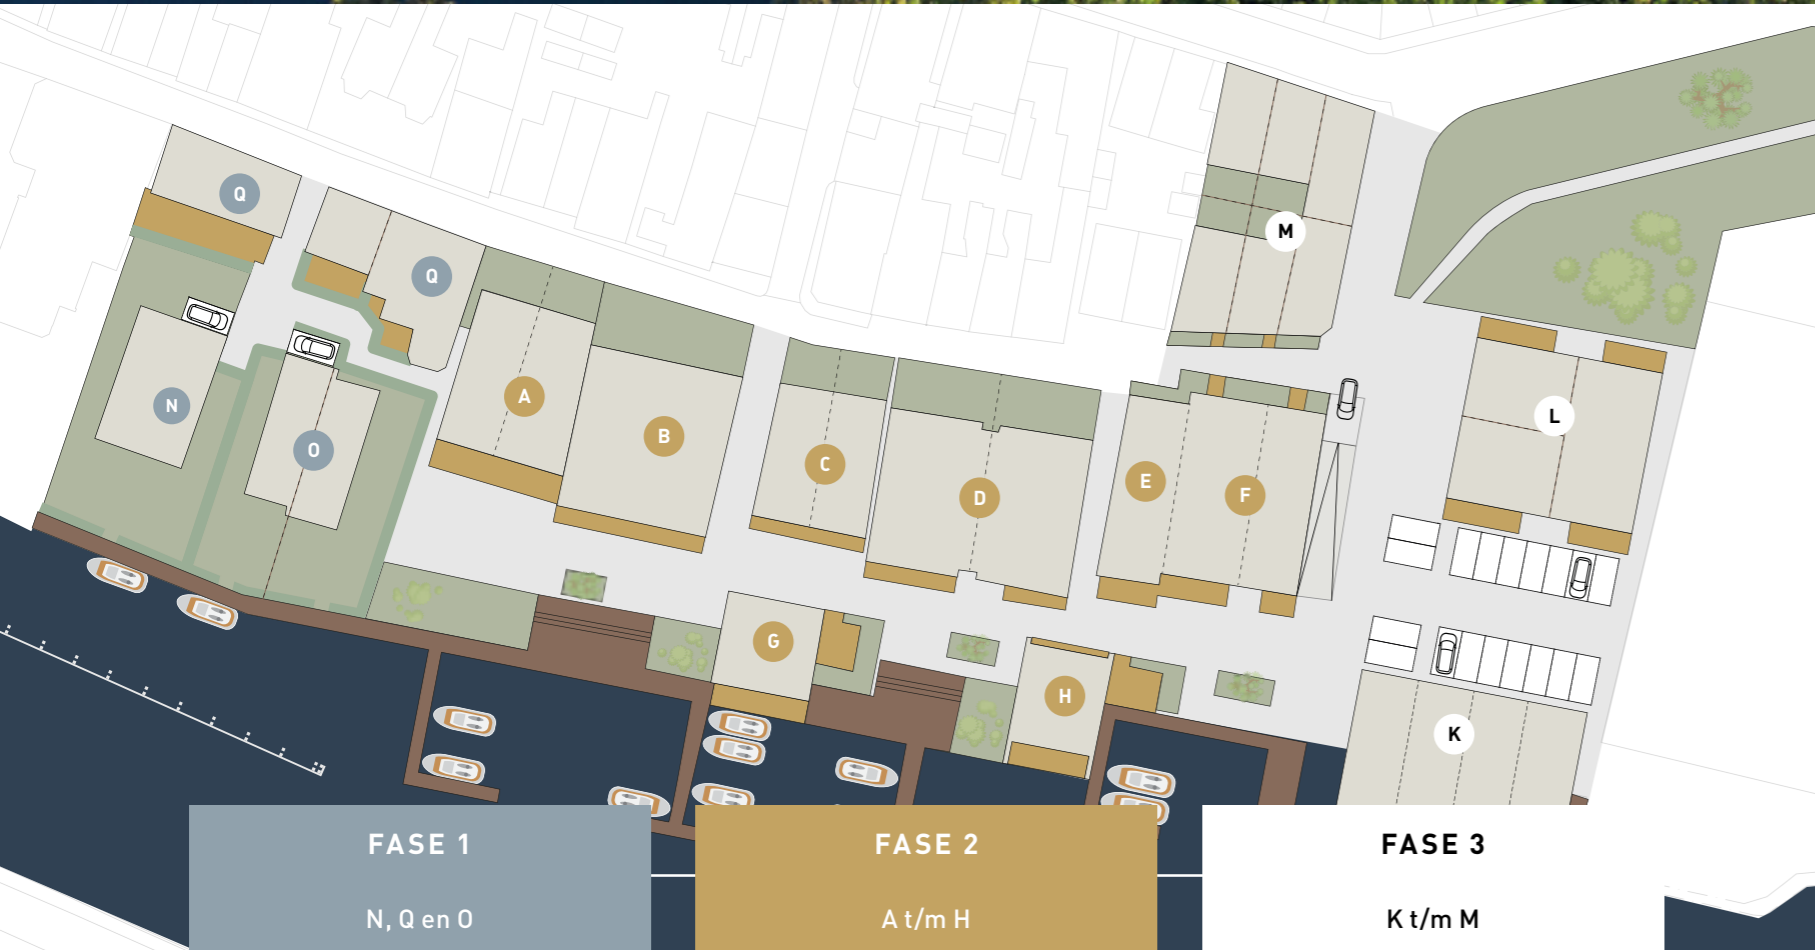 Q
Q
M
N
O
A
B
C
D
E
F
L
G
H
K
FASE 1
N, Q en O
FASE 2
A t/m H
FASE 3
K t/m M